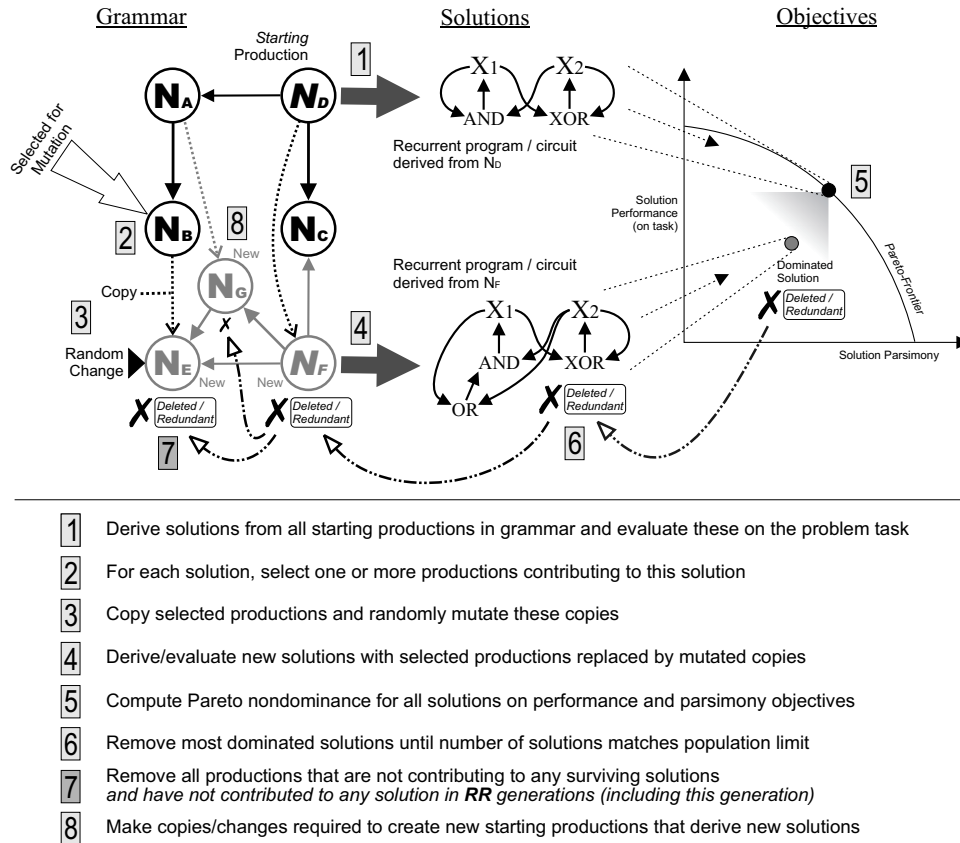 Grammar
Solutions
Objectives
Starting
Production
1
NA
ND
X1
X2
AND
XOR
Recurrent program / circuit
derived from ND
Selected for
Mutation
2
NB
NC
8
New
NG
Copy
3
Random
Change
NE
New
New
NF
4
Recurrent program / circuit
derived from NF
X1
X2
AND
XOR
OR
X
X
Deleted /
Redundant
X
Deleted /
Redundant
X
Deleted /
Redundant
7
6
5
Solution
Performance
(on task)
Dominated
Solution
X
Deleted /
Redundant
Pareto-Frontier
Solution Parsimony
1 Derive solutions from all starting productions in grammar and evaluate these on the problem task
2 For each solution, select one or more productions contributing to this solution
3 Copy selected productions and randomly mutate these copies
4 Derive/evaluate new solutions with selected productions replaced by mutated copies
5 Compute Pareto nondominance for all solutions on performance and parsimony objectives
6 Remove most dominated solutions until number of solutions matches population limit
7 Remove all productions that are not contributing to any surviving solutions
and have not contributed to any solution in RR generations (including this generation)
8 Make copies/changes required to create new starting productions that derive new solutions